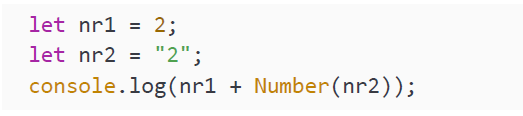 let nr1 = 2;
let nr2 = "2";
console.log(nr1 + Number(nr2));